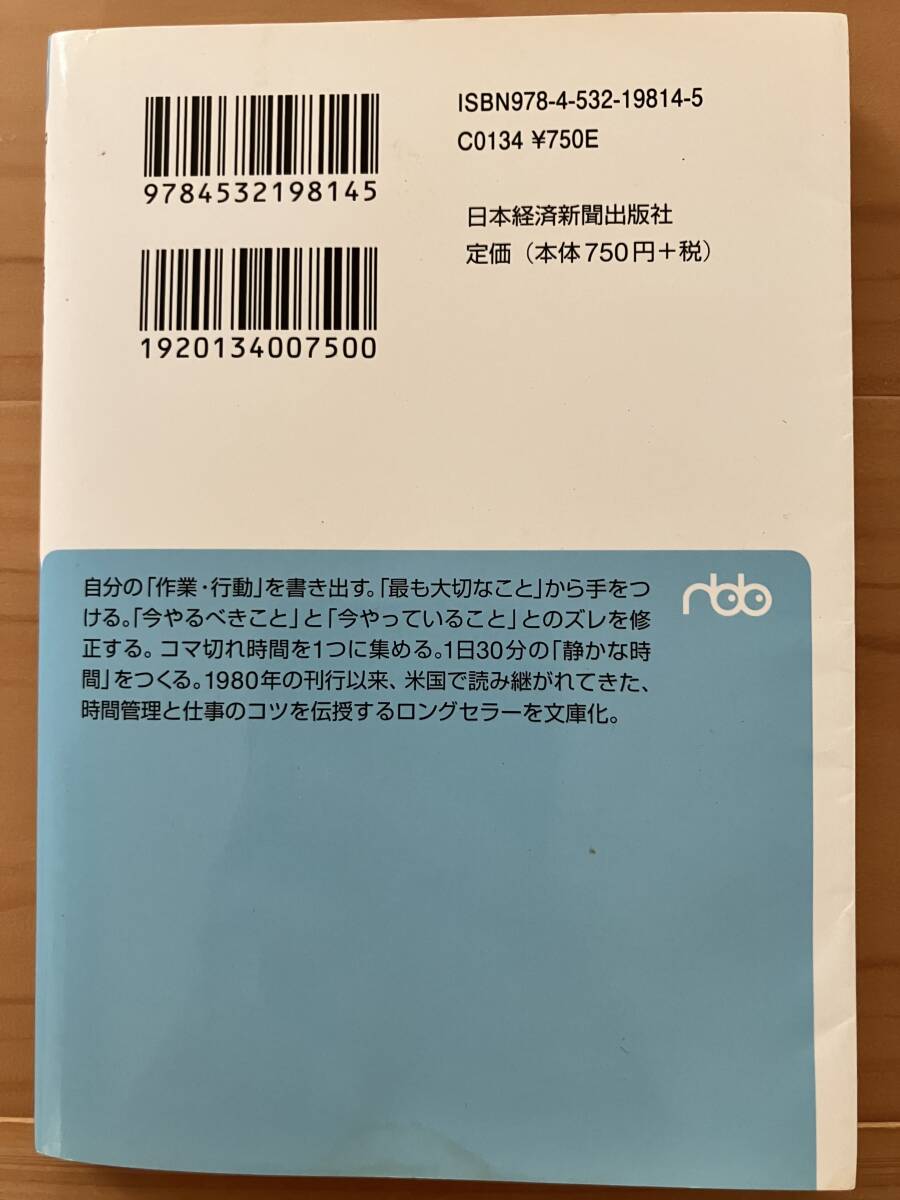 ISBN978-4-532-19814-5
C0134 ¥750E
9784532198145
日本経済新聞出版社
定価（本体750円＋税）
1920134007500
自分の「作業・行動」を書き出す。「最も大切なこと」から手をつ
ける。「今やるべきこと」と「今やっていること」とのズレを修
正する。コマ切れ時間を1つに集める。1日30分の「静かな時
間」をつくる。1980年の刊行以来、米国で読み継がれてきた、
時間管理と仕事のコツを伝授するロングセラーを文庫化。
nbb